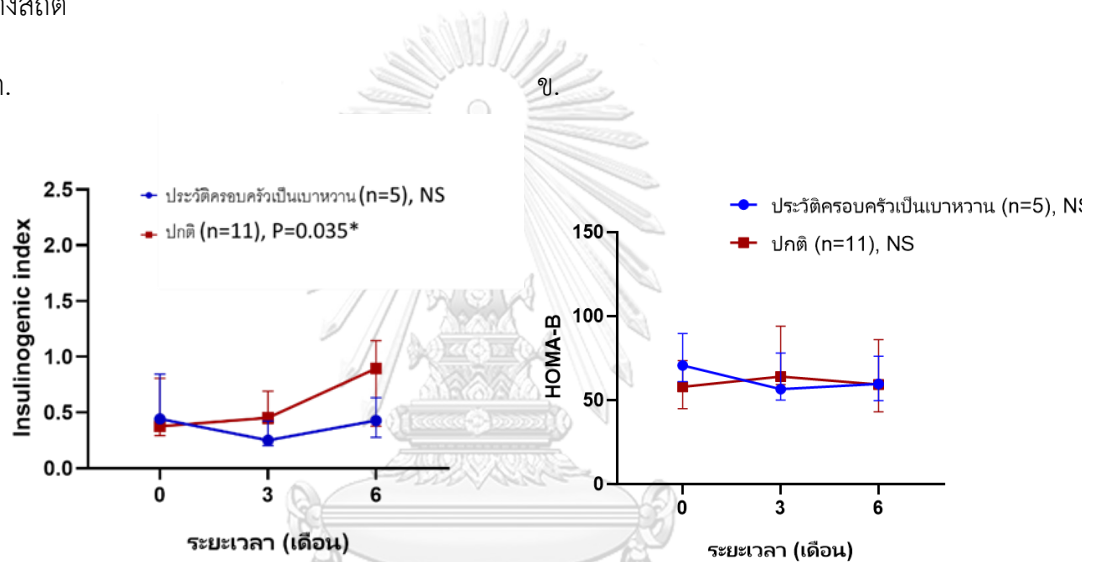 ข.
ประวัติครอบครัวเป็นเบาหวาน (n=5), NS
ปกติ (n=11), P=0.035*
2.5
2.0
1.5
1.0
0.5
0.0
Insulinogenic index
0 3 6
ระยะเวลา (เดือน)
ประวัติครอบครัวเป็นเบาหวาน (n=5), NS
ปกติ (n=11), NS
150
100
50
0
HOMA-B
0 3 6
ระยะเวลา (เดือน)